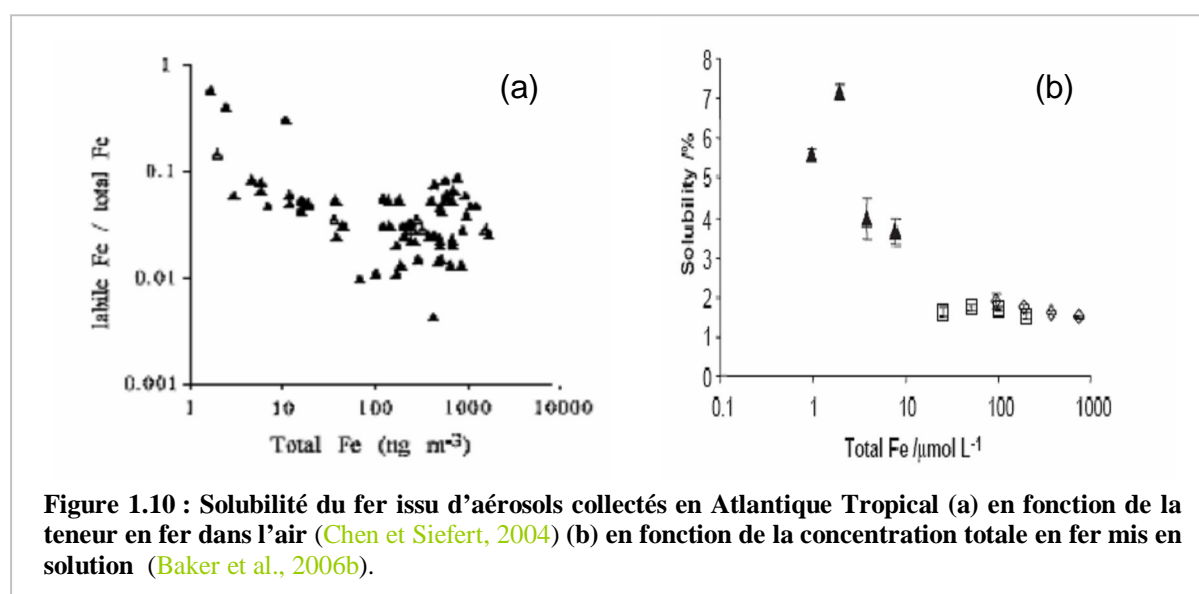 (a)
1
0.1
0.01
0.001
labile Fe / total Fe
1 10 100 1000 10000
Total Fe (ng m-3)
(b)
8
7
6
5
4
3
2
1
0
Solubility /%
0.1 1 10 100 1000
Total Fe /µmol L-1
Figure 1.10 : Solubilité du fer issu d’aérosols collectés en Atlantique Tropical (a) en fonction de la
teneur en fer dans l’air (Chen et Siefert, 2004) (b) en fonction de la concentration totale en fer mis en
solution (Baker et al., 2006b).